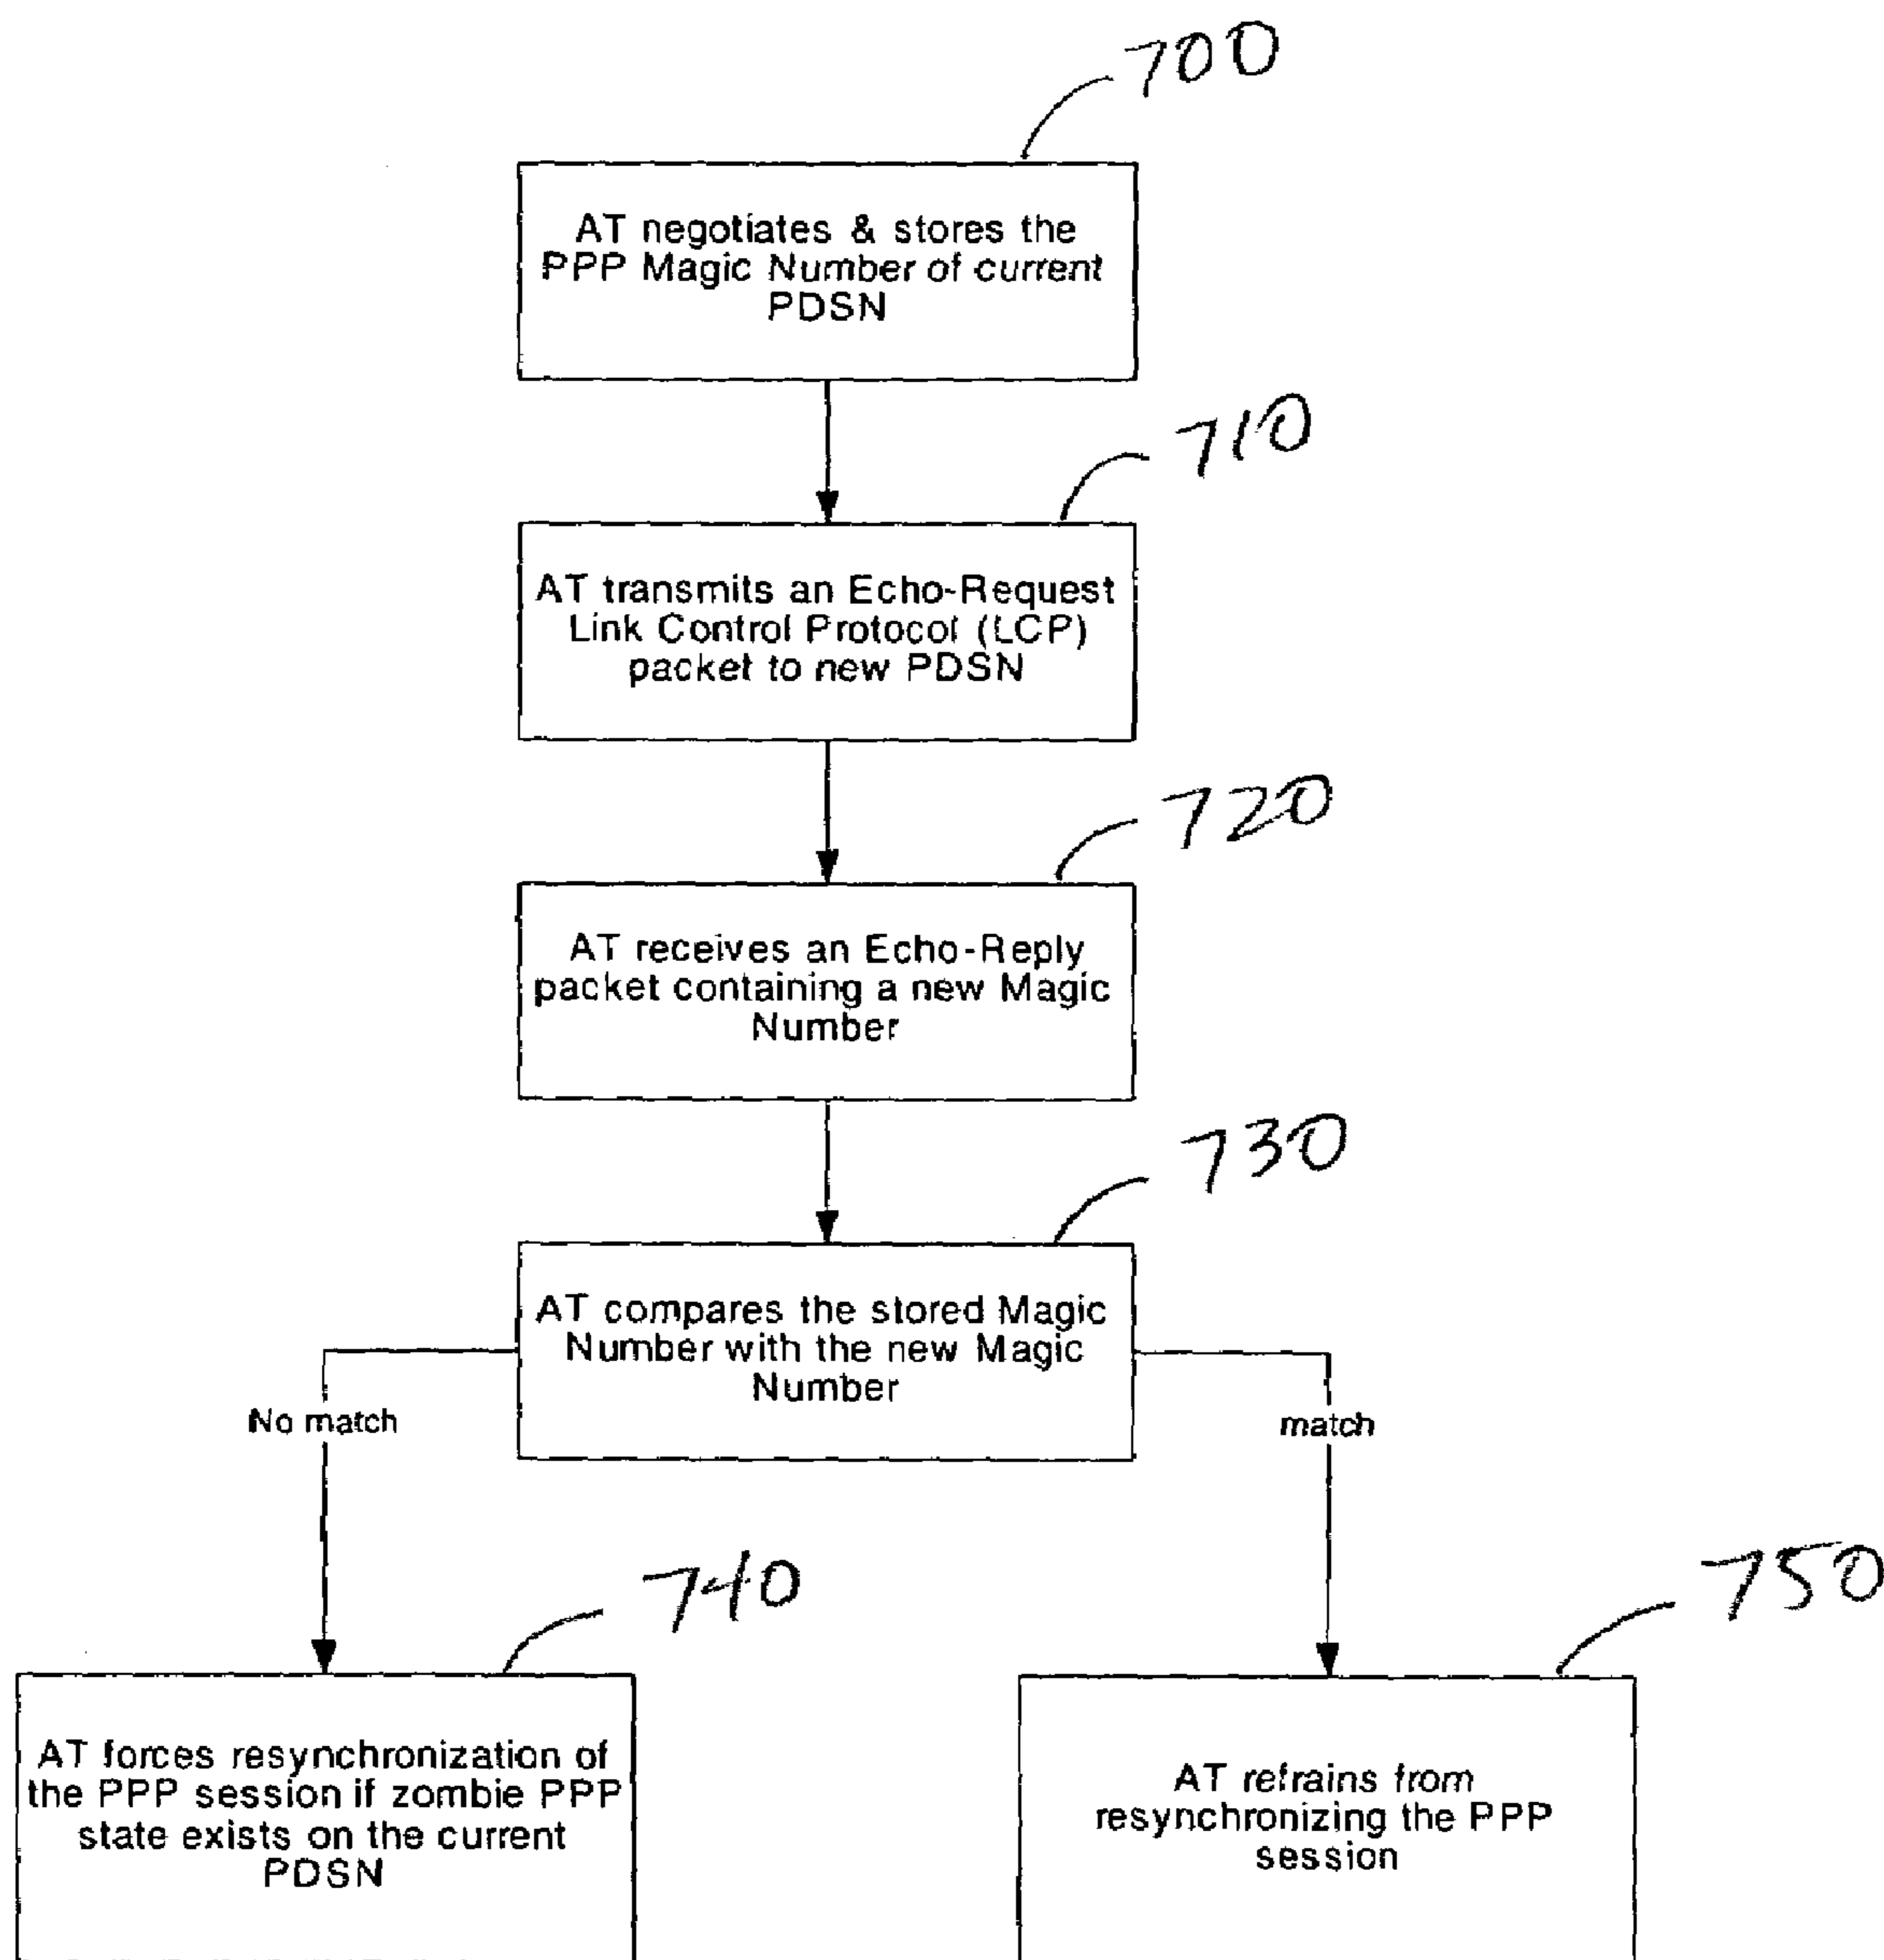 700
AT negotiates & stores the
PPP Magic Number of current
PDSN
710
AT transmits an Echo-Request
Link Control Protocol (LCP)
packet to new PDSN
720
AT receives an Echo-Reply
packet containing a new Magic
Number
730
AT compares the stored Magic
Number with the new Magic
Number
No match
match
740
750
AT forces resynchronization of
the PPP session if zombie PPP
state exists on the current
PDSN
AT refrains from
resynchronizing the PPP
session